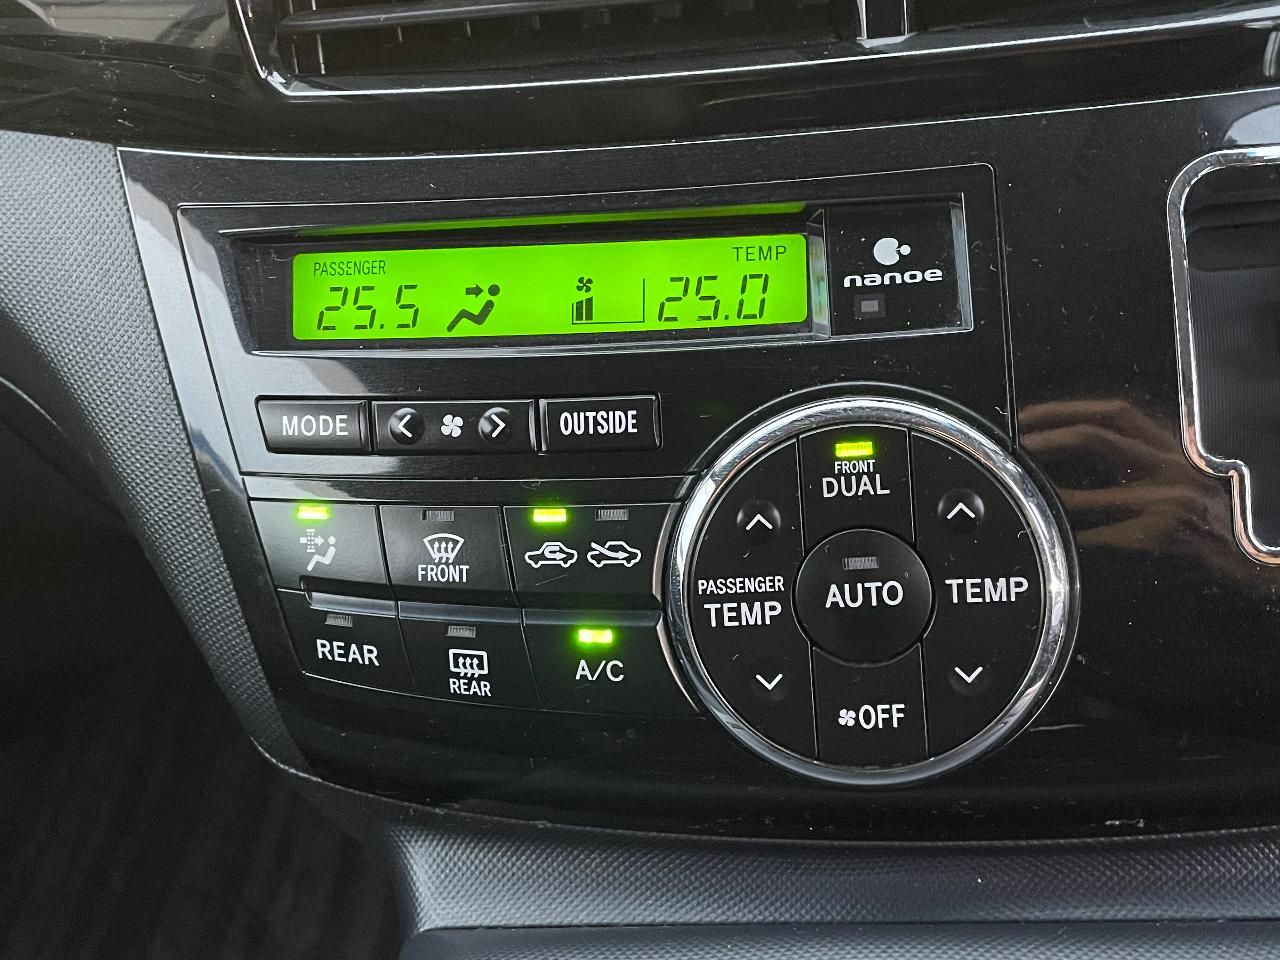 PASSENGER
TEMP
25.5
25.0
nanoe
MODE
OUTSIDE
FRONT
DUAL
FRONT
PASSENGER
TEMP
AUTO
TEMP
REAR
REAR
A/C
OFF